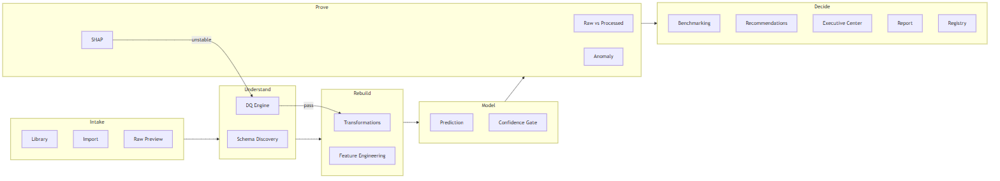 Prove
SHAP
unstable
Raw vs Processed
Anomaly
Decide
Benchmarking
Recommendations
Executive Center
Report
Registry
Intake
Library
Import
Raw Preview
Understand
DQ Engine
pass
Schema Discovery
Rebuild
Transformations
Feature Engineering
Model
Prediction
Confidence Gate